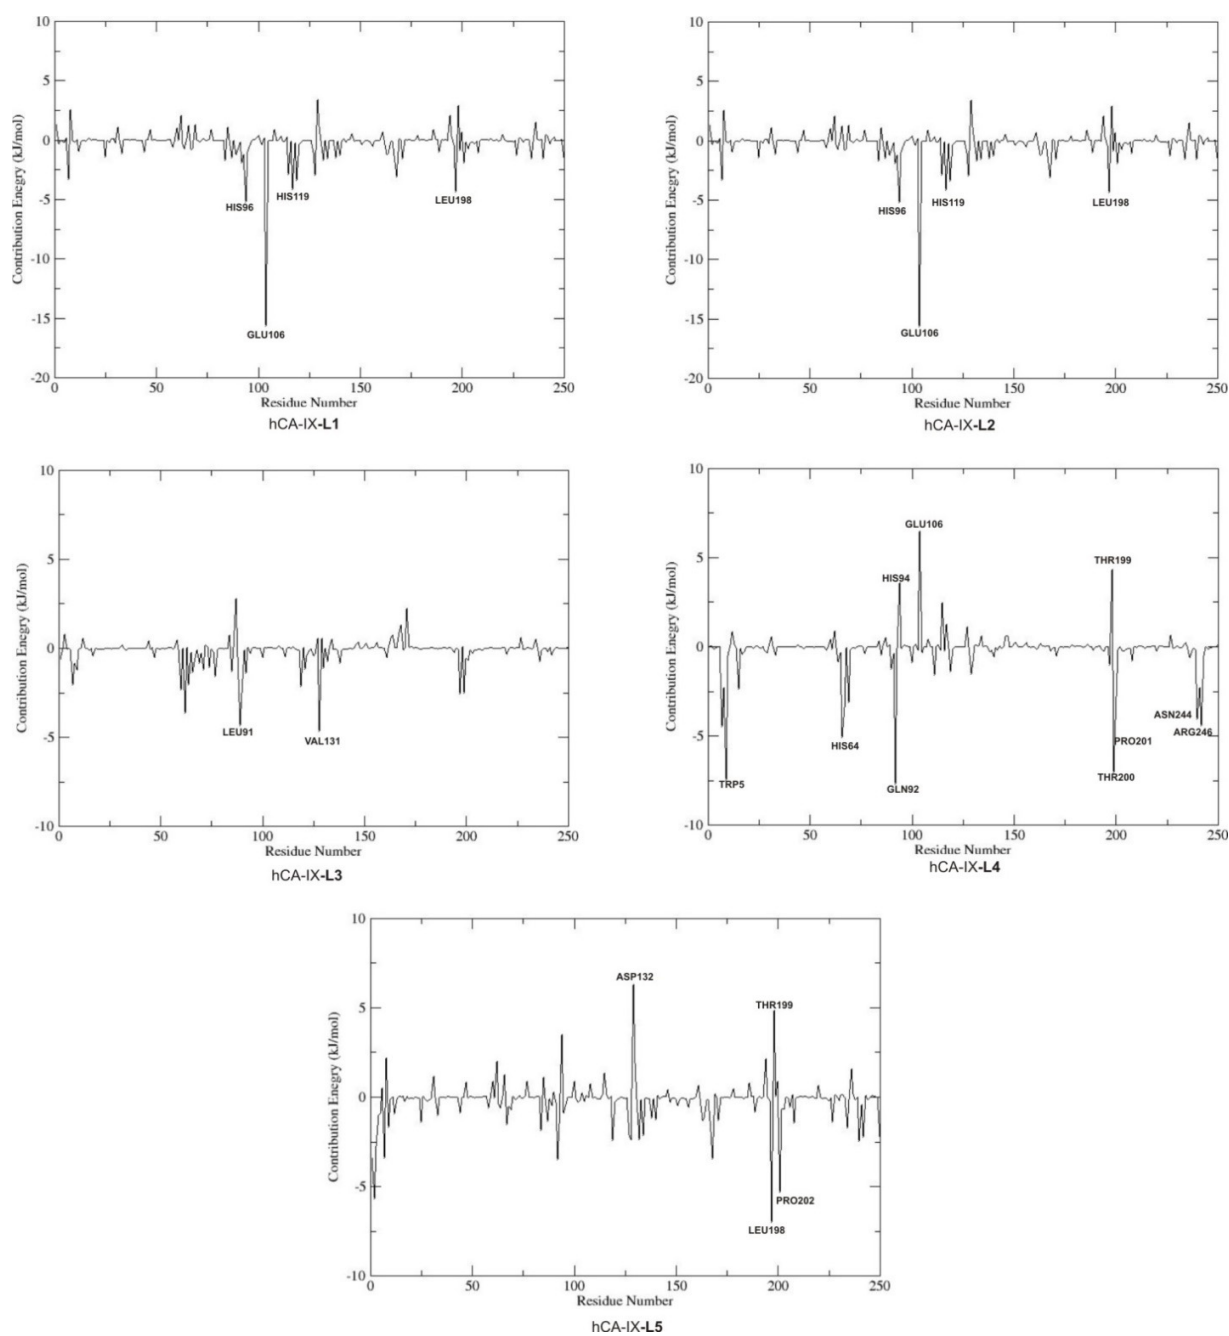 10
5
0
-5
-10
-15
-20
Contribution Enegry (kJ/mol)
HIS96
HIS119
LEU198
GLU106
0 50 100 150 200 250
Residue Number
hCA-IX-L1
10
5
0
-5
-10
-15
-20
Contribution Enegry (kJ/mol)
HIS96
HIS119
LEU198
GLU106
0 50 100 150 200 250
Residue Number
hCA-IX-L2
10
5
0
-5
-10
Contribution Enegry (kJ/mol)
LEU91
VAL131
0 50 100 150 200 250
Residue Number
hCA-IX-L3
10
5
0
-5
-10
Contribution Enegry (kJ/mol)
GLU106
THR199
HIS94
ASN244
ARG246
PRO201
HIS64
THR200
TRP5
GLN92
0 50 100 150 200 250
Residue Number
hCA-IX-L4
10
5
0
-5
-10
Contribution Enegry (kJ/mol)
ASP132
THR199
PRO202
LEU198
0 50 100 150 200 250
Residue Number
hCA-IX-L5